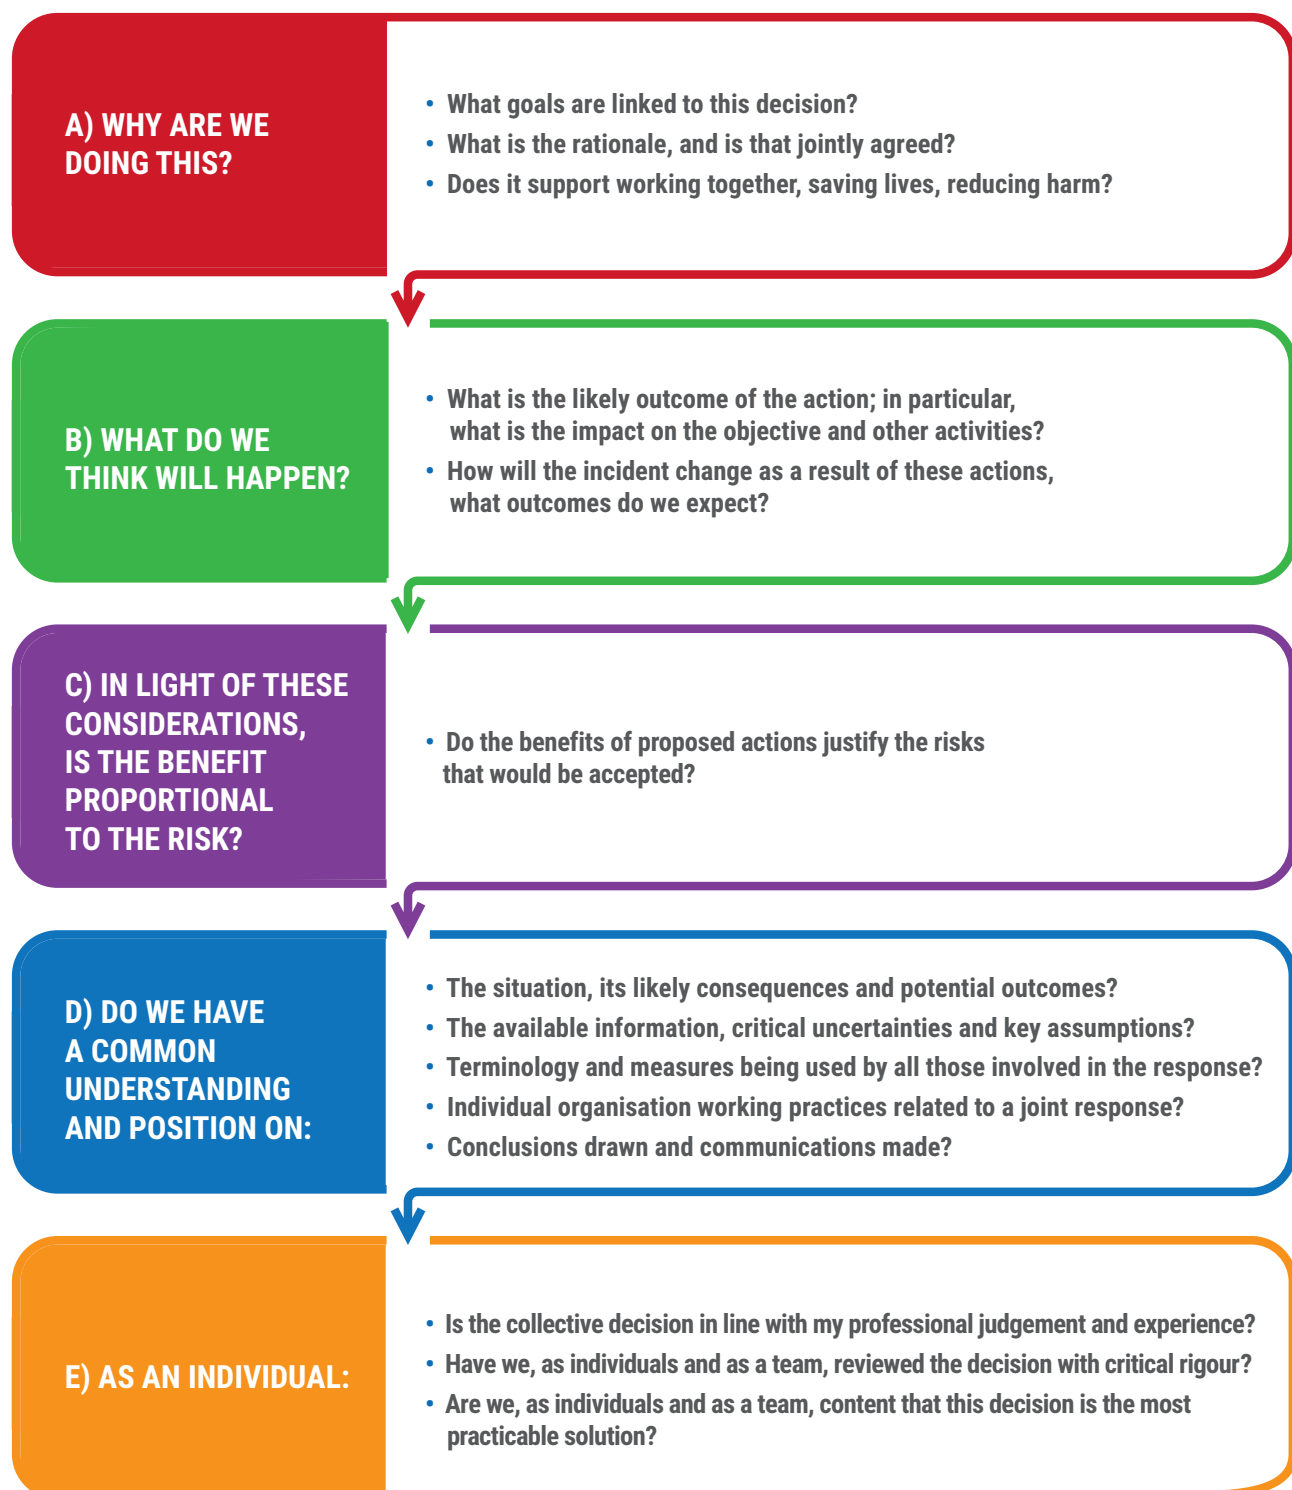 A) WHY ARE WE
DOING THIS?
• What goals are linked to this decision?
• What is the rationale, and is that jointly agreed?
• Does it support working together, saving lives, reducing harm?
B) WHAT DO WE
THINK WILL HAPPEN?
• What is the likely outcome of the action; in particular,
what is the impact on the objective and other activities?
• How will the incident change as a result of these actions,
what outcomes do we expect?
C) IN LIGHT OF THESE
CONSIDERATIONS,
IS THE BENEFIT
PROPORTIONAL
TO THE RISK?
• Do the benefits of proposed actions justify the risks
that would be accepted?
D) DO WE HAVE
A COMMON
UNDERSTANDING
AND POSITION ON:
• The situation, its likely consequences and potential outcomes?
• The available information, critical uncertainties and key assumptions?
• Terminology and measures being used by all those involved in the response?
• Individual organisation working practices related to a joint response?
• Conclusions drawn and communications made?
E) AS AN INDIVIDUAL:
• Is the collective decision in line with my professional judgement and experience?
• Have we, as individuals and as a team, reviewed the decision with critical rigour?
• Are we, as individuals and as a team, content that this decision is the most
practicable solution?